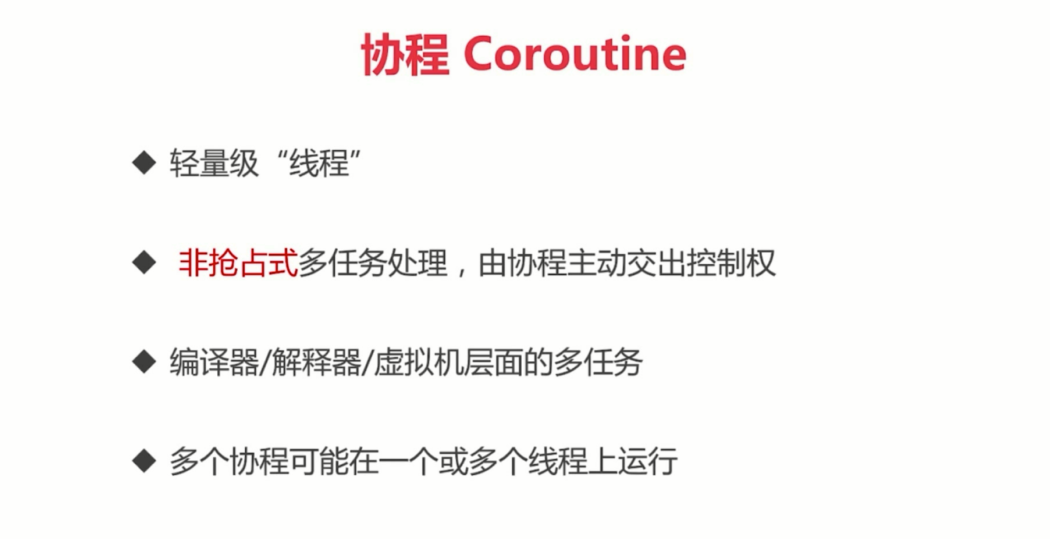 协程 Coroutine
◆ 轻量级“线程”
◆ 非抢占式多任务处理，由协程主动交出控制权
◆ 编译器/解释器/虚拟机层面的多任务
◆ 多个协程可能在一个或多个线程上运行